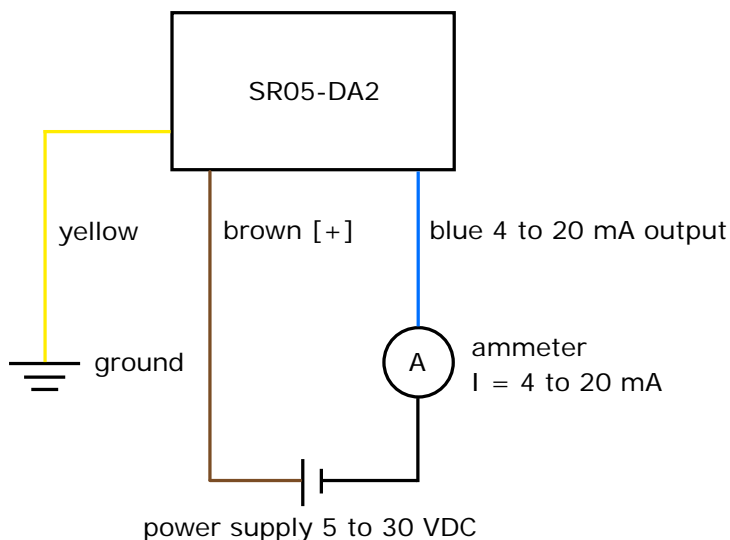 SR05-DA2
yellow
brown [+]
blue 4 to 20 mA output
ground
A
ammeter
I = 4 to 20 mA
power supply 5 to 30 VDC